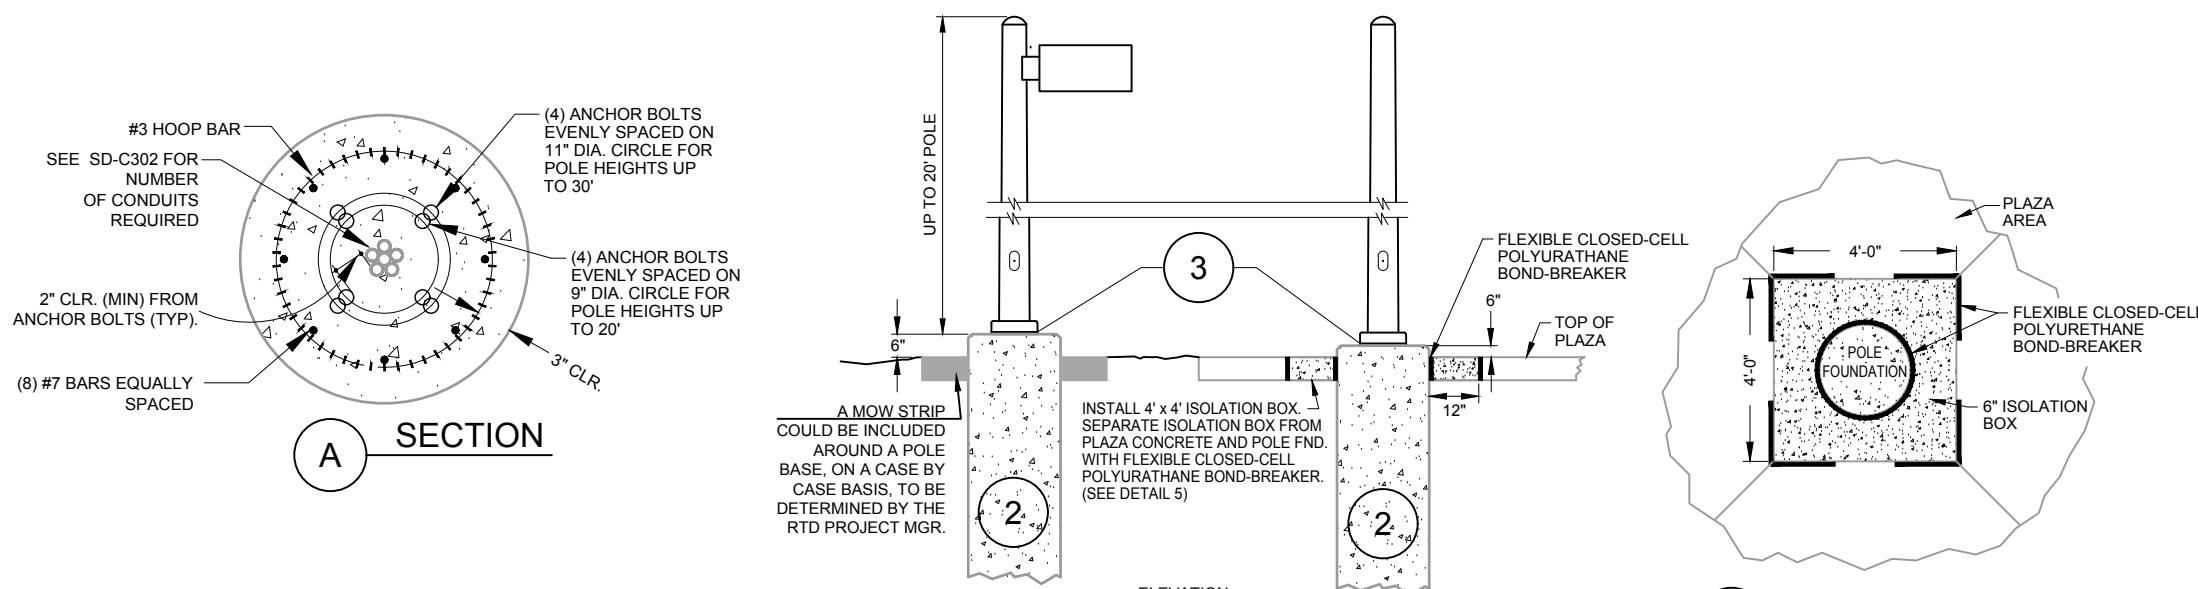 #3 HOOP BAR
SEE SD-C302 FOR
NUMBER
OF CONDUITS
REQUIRED
2" CLR. (MIN) FROM
ANCHOR BOLTS (TYP).
(8) #7 BARS EQUALLY
SPACED
(4) ANCHOR BOLTS
EVENLY SPACED ON
11" DIA. CIRCLE FOR
POLE HEIGHTS UP
TO 30'
(4) ANCHOR BOLTS
EVENLY SPACED ON
9" DIA. CIRCLE FOR
POLE HEIGHTS UP
TO 20'
3" CLR.
A
SECTION
UP TO 20' POLE
6"
A MOW STRIP
COULD BE INCLUDED
AROUND A POLE
BASE, ON A CASE BY
CASE BASIS, TO BE
DETERMINED BY THE
RTD PROJECT MGR.
2
3
INSTALL 4' x 4' ISOLATION BOX.
SEPARATE ISOLATION BOX FROM
PLAZA CONCRETE AND POLE FND.
WITH FLEXIBLE CLOSED-CELL
POLYURATHANE BOND-BREAKER.
(SEE DETAIL 5)
2
FLEXIBLE CLOSED-CELL
POLYURATHANE
BOND-BREAKER
6"
TOP OF
PLAZA
12"
PLAZA
AREA
4'-0"
4'-0"
FLEXIBLE CLOSED-CELL
POLYURETHANE
BOND-BREAKER
POLE
FOUNDATION
6" ISOLATION
BOX